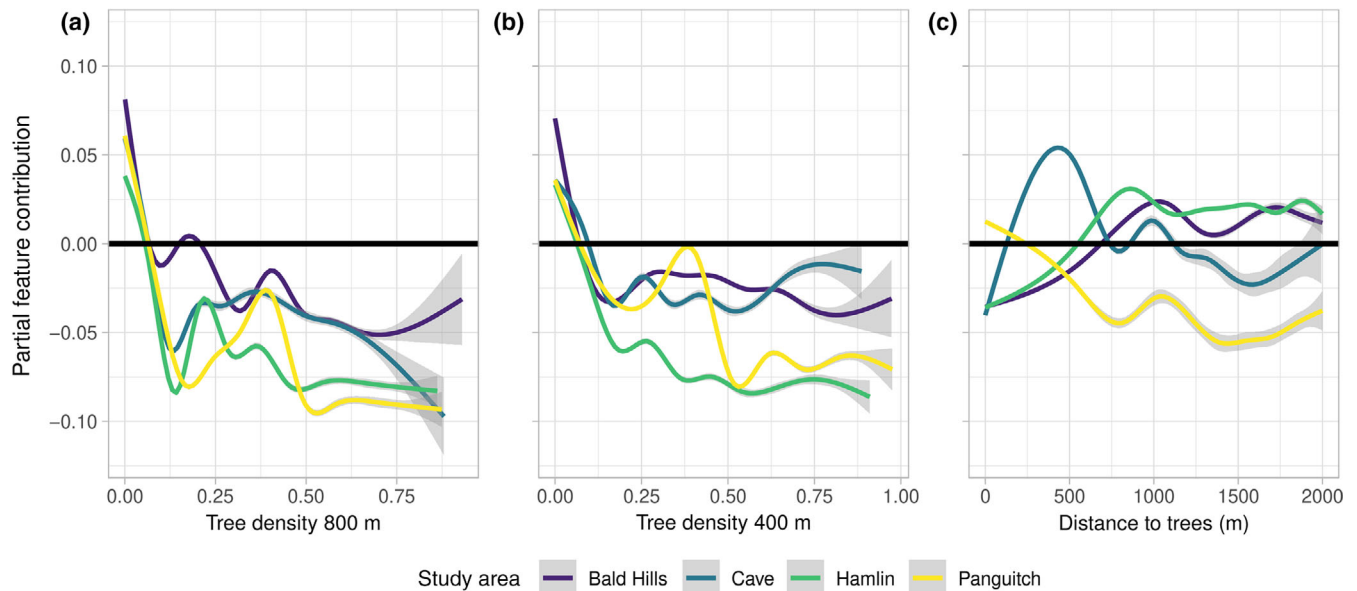 (a) (b) (c)
Partial feature contribution
0.10
0.05
0.00
−0.05
−0.10
0.00 0.25 0.50 0.75
0.00 0.25 0.50 0.75 1.00
0 500 1000 1500 2000
Tree density 800 m
Tree density 400 m
Distance to trees (m)
Study area Bald Hills Cave Hamlin Panguitch